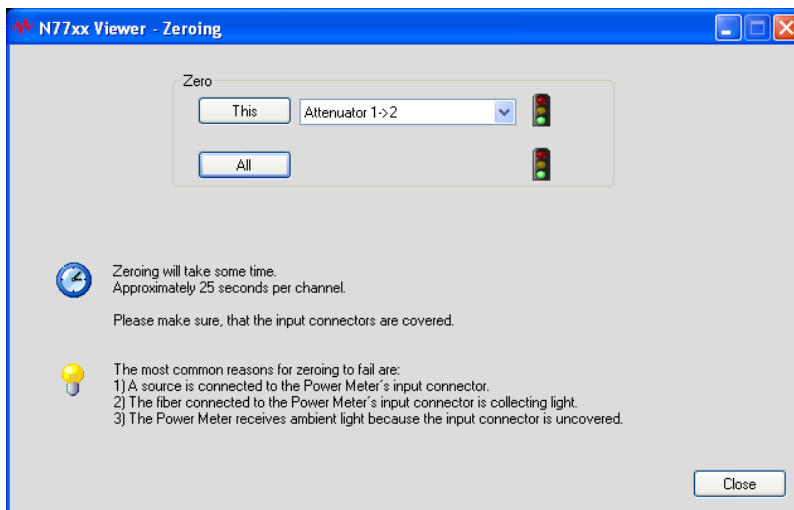 N77xx Viewer - Zeroing
Zero
This
Attenuator 1->2
All
Zeroing will take some time.
Approximately 25 seconds per channel.
Please make sure, that the input connectors are covered.
The most common reasons for zeroing to fail are:
1) A source is connected to the Power Meter´s input connector.
2) The fiber connected to the Power Meter´s input connector is collecting light.
3) The Power Meter receives ambient light because the input connector is uncovered.
Close